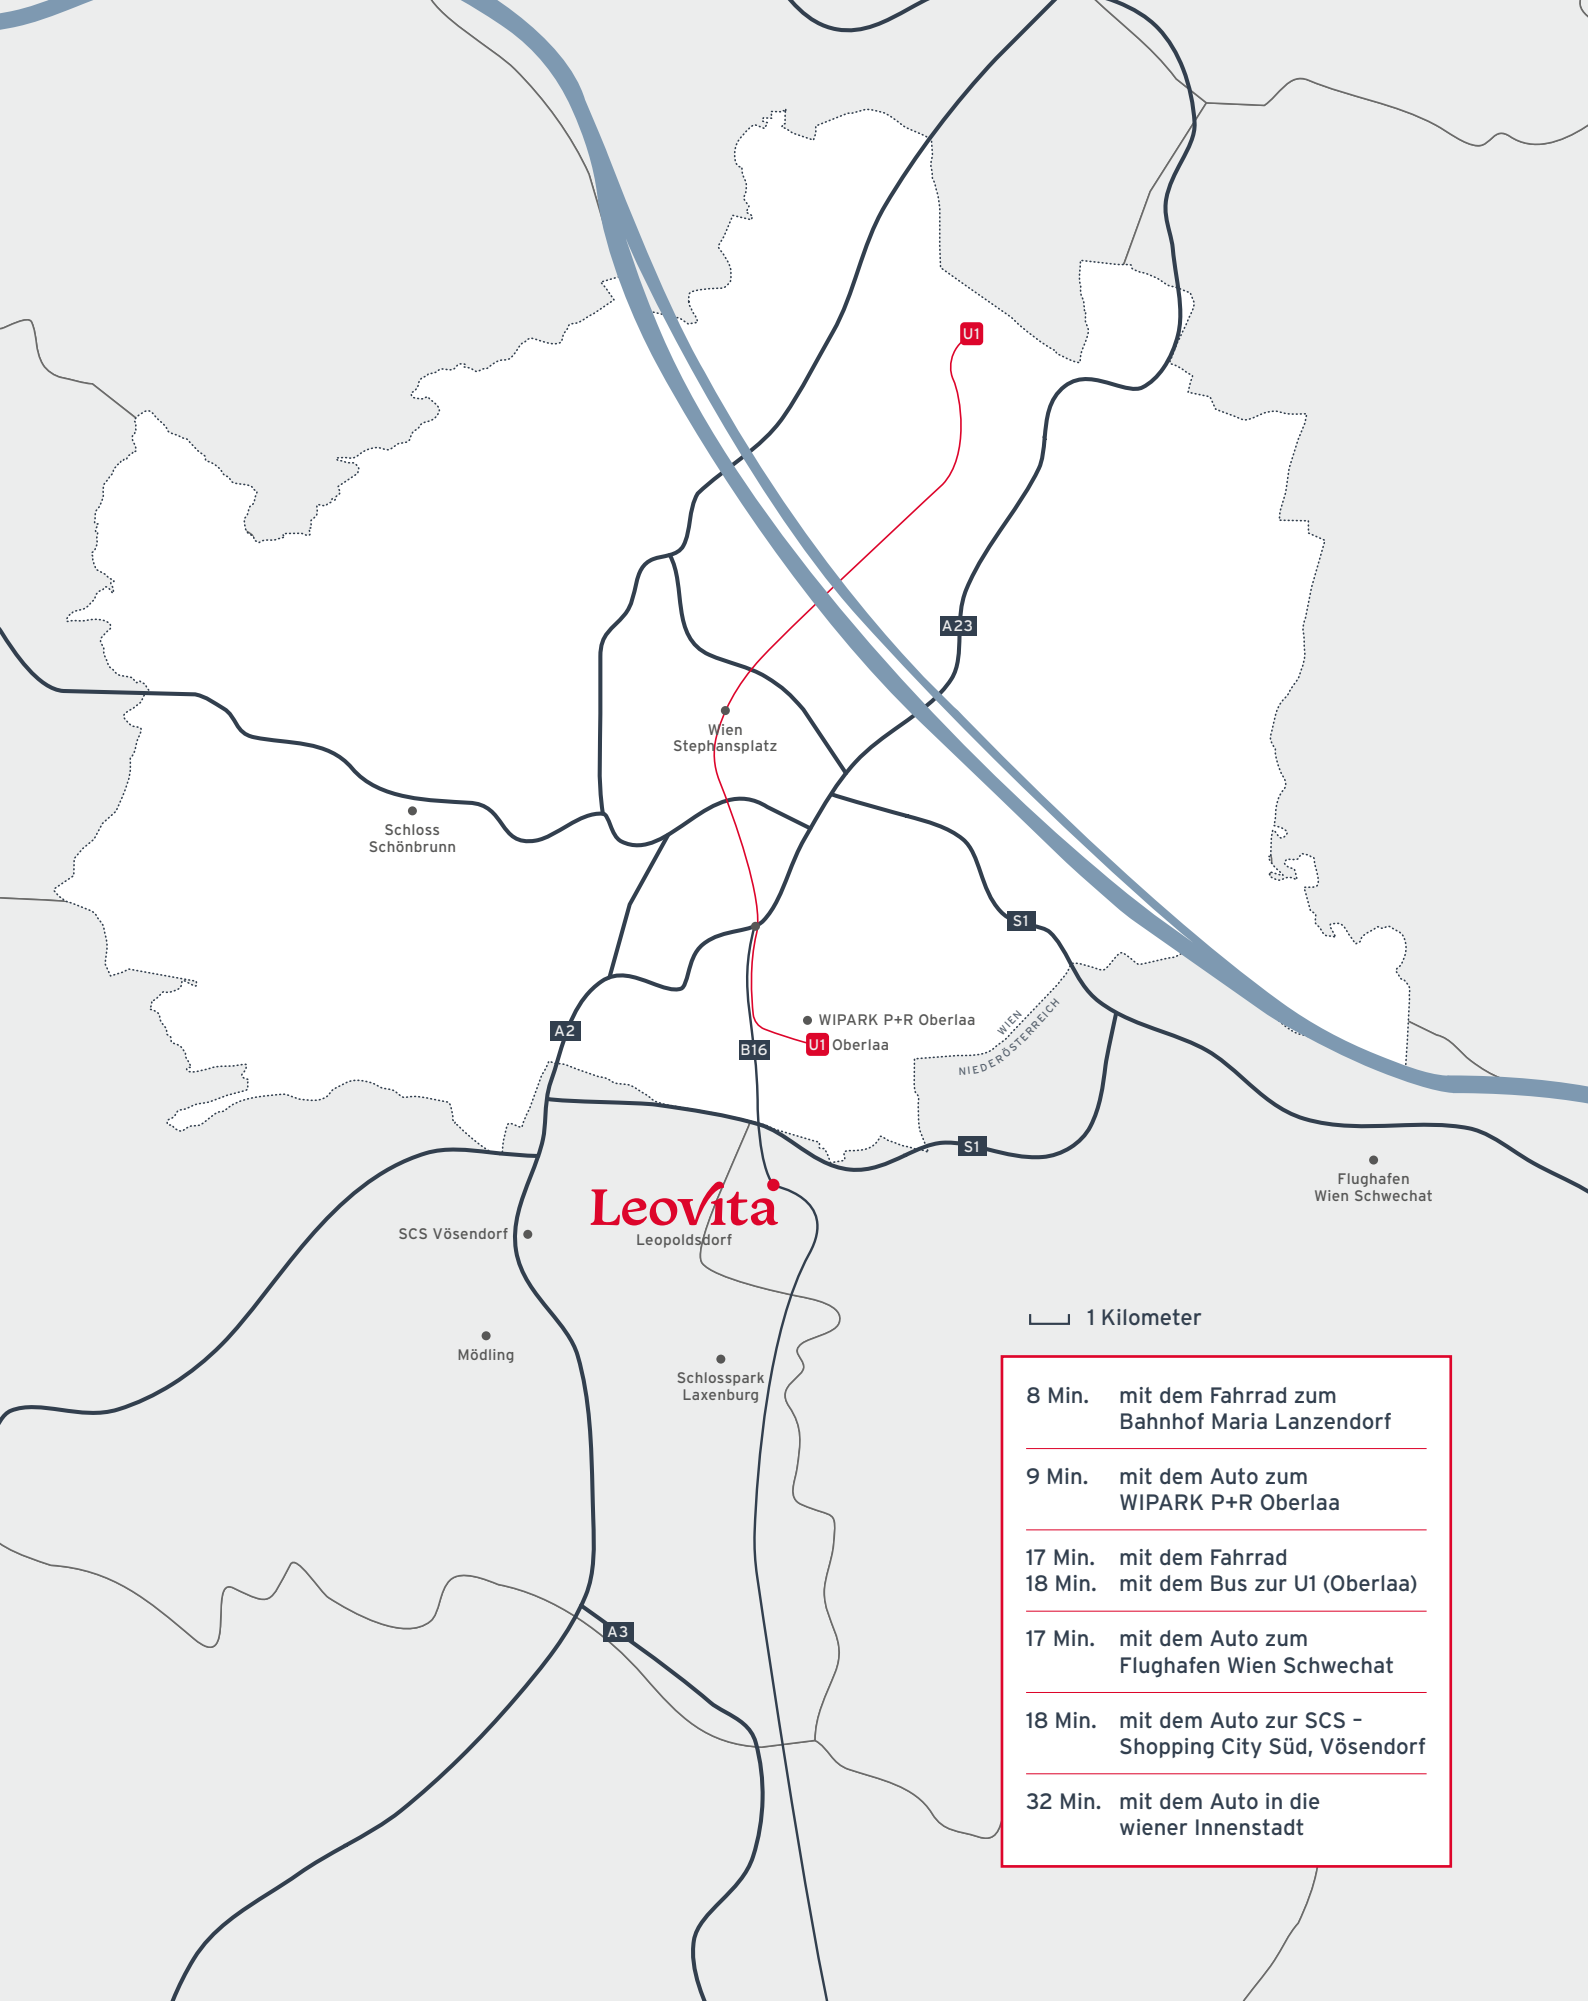 U1
A23
Wien
Stephansplatz
Schloss
Schönbrunn
S1
A2
WIPARK P+R Oberlaa
U1 Oberlaa
B16
WIEN
NIEDERÖSTERREICH
S1
Flughafen
Wien Schwechat
Leovita
Leopoldsdorf
SCS Vösendorf
Mödling
Schlosspark
Laxenburg
1 Kilometer
8 Min. mit dem Fahrrad zum
Bahnhof Maria Lanzendorf
9 Min. mit dem Auto zum
WIPARK P+R Oberlaa
17 Min. mit dem Fahrrad
18 Min. mit dem Bus zur U1 (Oberlaa)
17 Min. mit dem Auto zum
Flughafen Wien Schwechat
18 Min. mit dem Auto zur SCS –
Shopping City Süd, Vösendorf
32 Min. mit dem Auto in die
wiener Innenstadt
A3